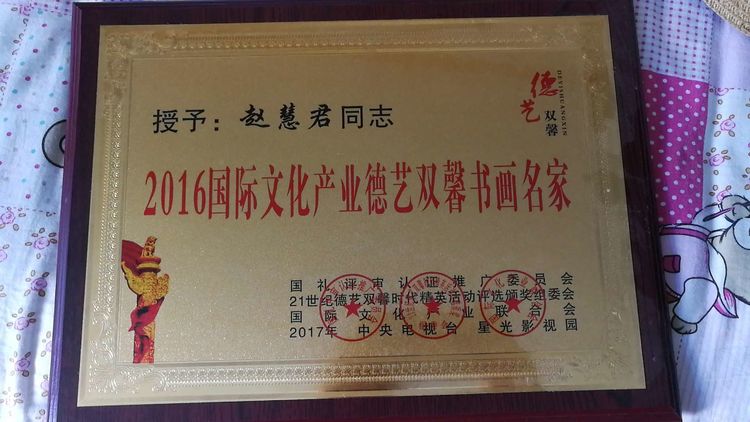 德艺双馨
DEYISHUANGXIN
授予：赵慧君同志
2016国际文化产业德艺双馨书画名家
国礼评审认证推广委员会
21世纪德艺双馨时代精英活动评选颁奖组委会
国际文化产业联合会
2017年 中央电视台 星光影视园